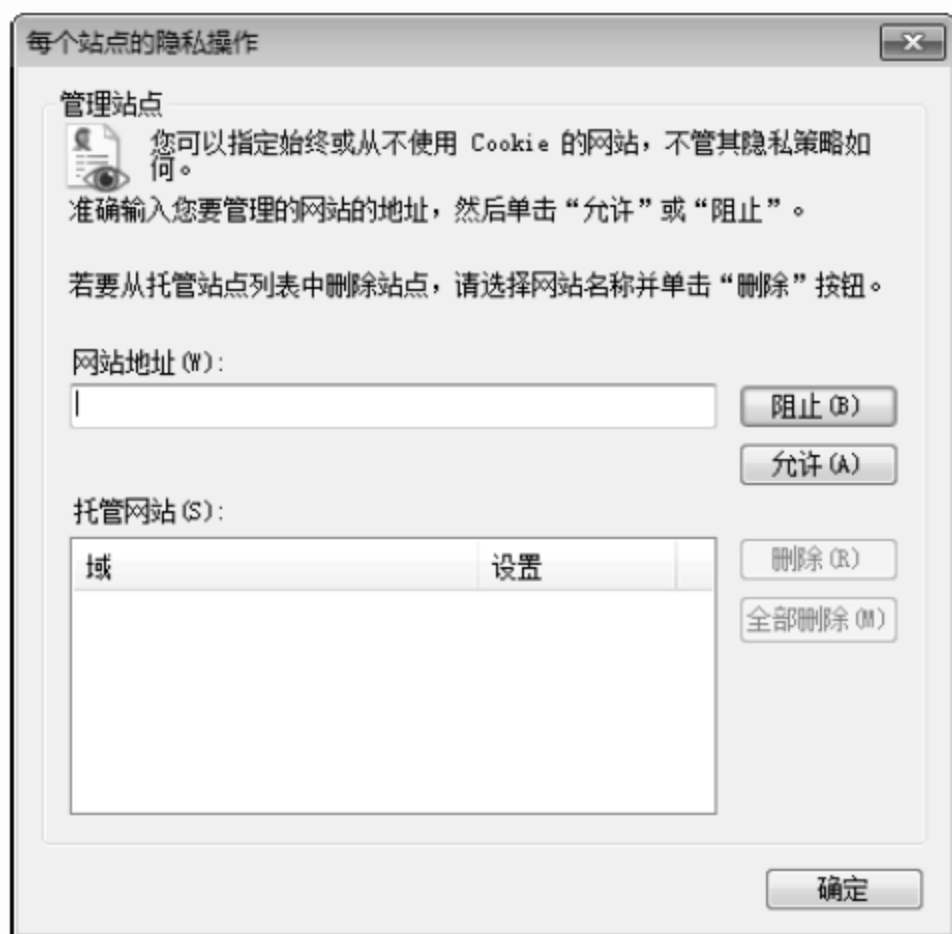 每个站点的隐私操作
管理站点
您可以指定始终或从不使用 Cookie 的网站，不管其隐私策略如
何。
准确输入您要管理的网站的地址，然后单击“允许”或“阻止”。
若要从托管站点列表中删除站点，请选择网站名称并单击“删除”按钮。
网站地址(W):
阻止(B)
允许(A)
托管网站(S):
域 设置
删除(R)
全部删除(M)
确定